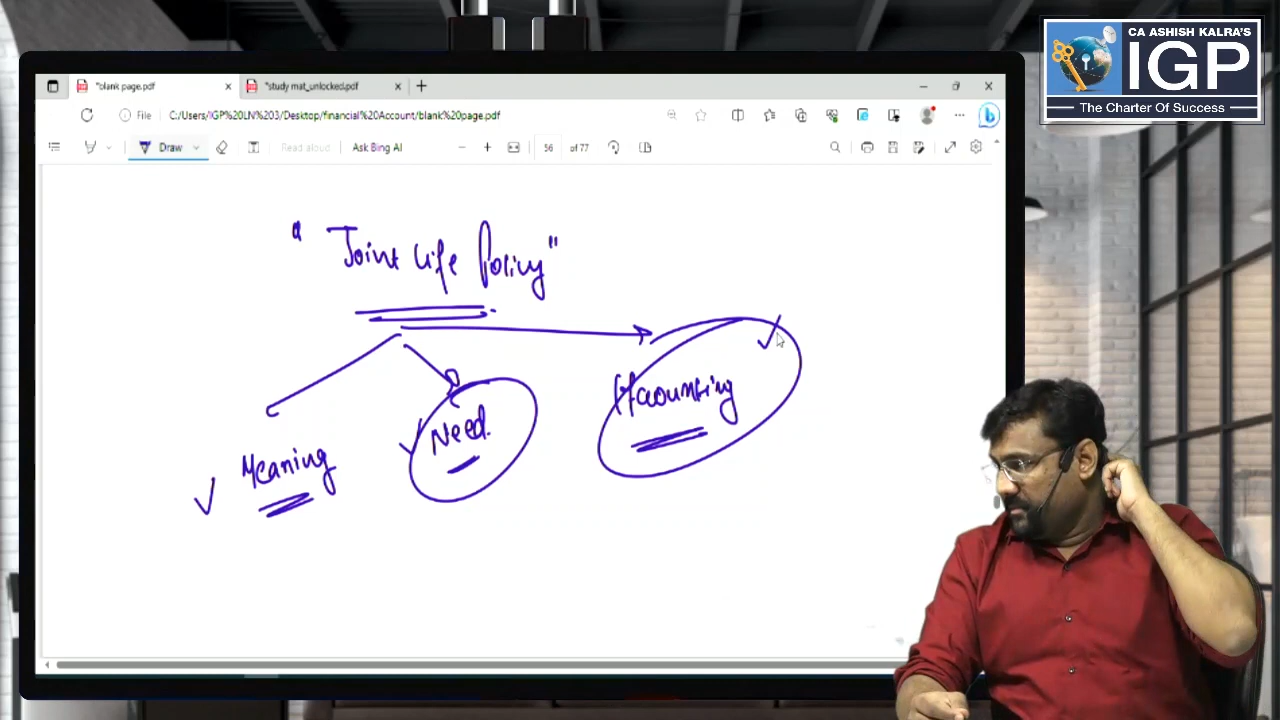 CA ASHISH KALRA'S
IGP
The Charter Of Success
*blank page.pdf
*study mat_unlocked.pdf
File
C:/Users/IGP%20LN%203/Desktop/financial%20Account/blank%20page.pdf
Draw
Read aloud
Ask Bing AI
56
of 77
"Joint Life Policy"
Meaning
Need
Accounting